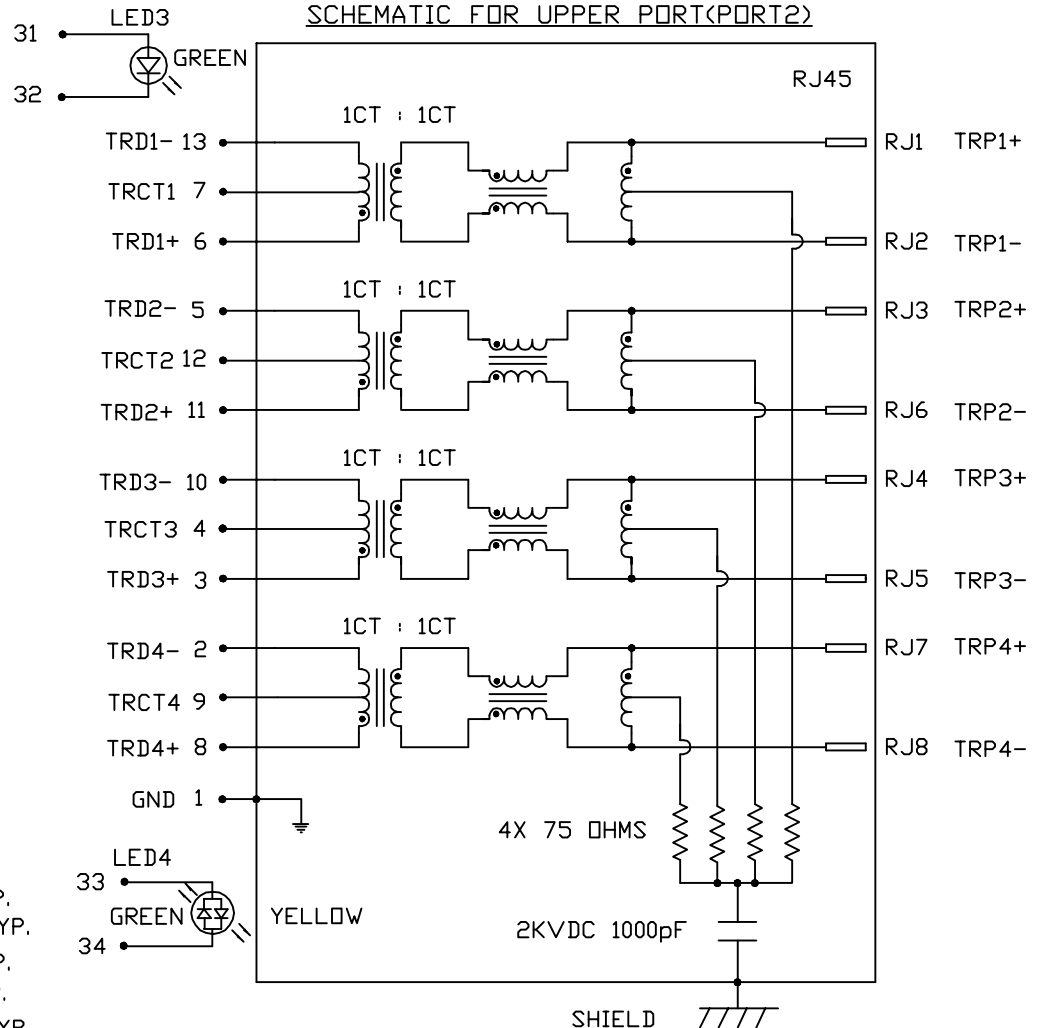 SCHEMATIC FOR UPPER PORT(PORT2)
LED3
31
GREEN
32
RJ45
1CT : 1CT
TRD1- 13
RJ1 TRP1+
TRCT1 7
TRD1+ 6
RJ2 TRP1-
1CT : 1CT
TRD2- 5
RJ3 TRP2+
TRCT2 12
TRD2+ 11
RJ6 TRP2-
1CT : 1CT
TRD3- 10
RJ4 TRP3+
TRCT3 4
TRD3+ 3
RJ5 TRP3-
1CT : 1CT
TRD4- 2
RJ7 TRP4+
TRCT4 9
TRD4+ 8
RJ8 TRP4-
GND 1
4X 75 OHMS
LED4
33
GREEN
YELLOW
34
2KVDC 1000pF
SHIELD